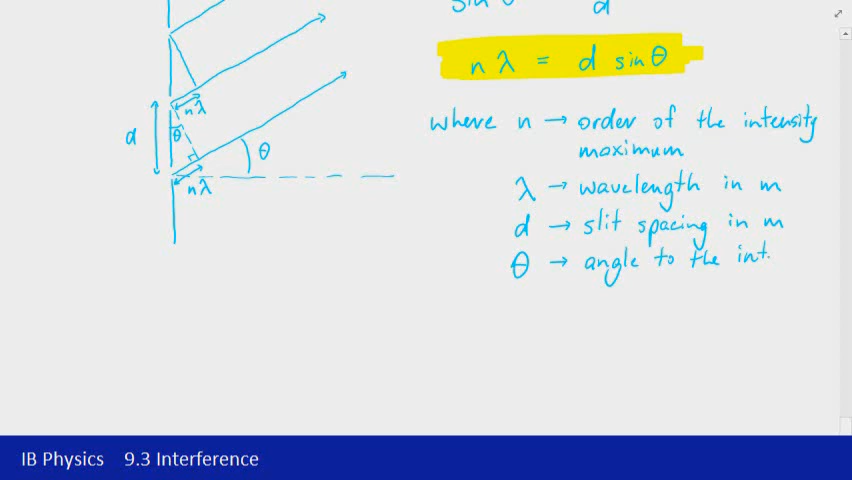 sin θ
d
nλ = d sinθ
nλ
d
θ
θ
nλ
where n → order of the intensity
maximum
λ → wavelength in m
d → slit spacing in m
θ → angle to the int.
IB Physics 9.3 Interference